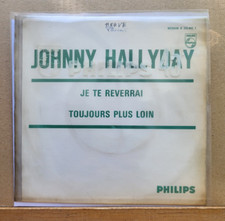 JOHNNY HALLYDAY
JE TE REVERRAI
TOUJOURS PLUS LOIN
PHILIPS